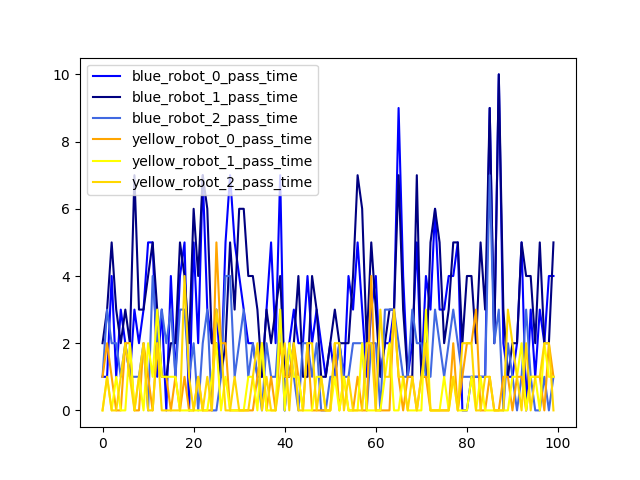 blue_robot_0_pass_time
blue_robot_1_pass_time
blue_robot_2_pass_time
yellow_robot_0_pass_time
yellow_robot_1_pass_time
yellow_robot_2_pass_time
10
8
6
4
2
0
0 20 40 60 80 100